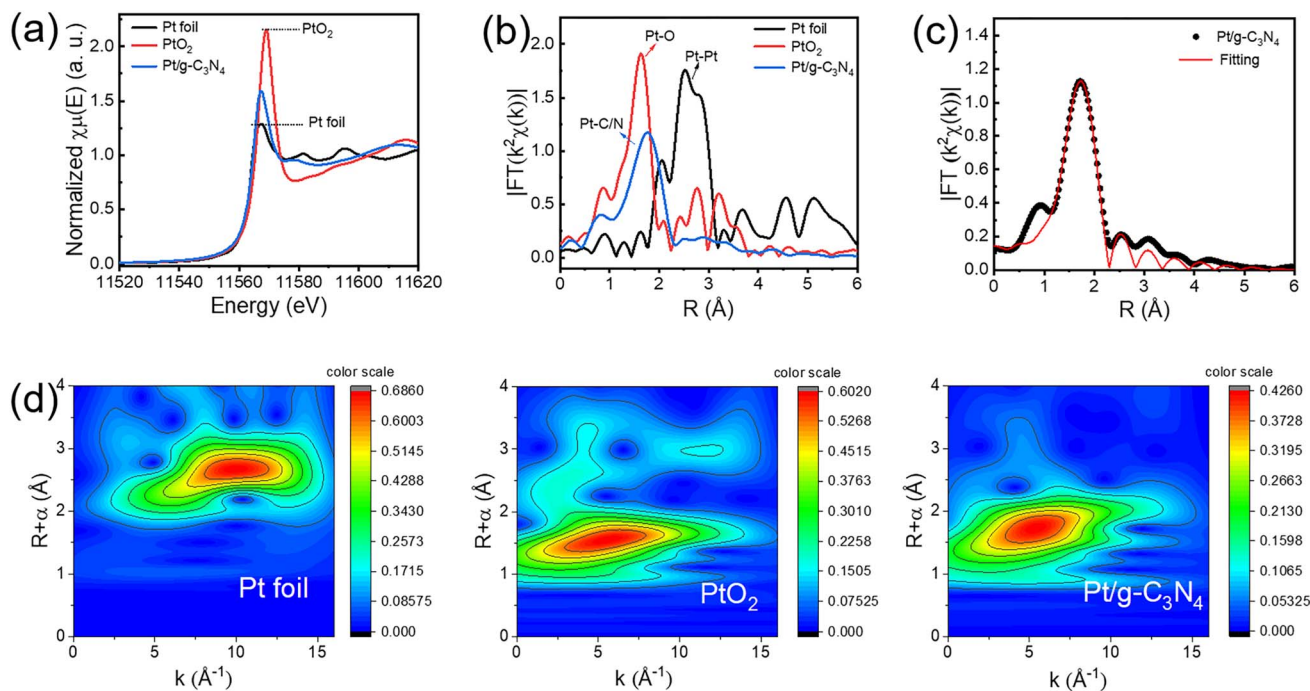 (a)
Normalized χμ(E) (a. u.)
2.0
1.5
1.0
0.5
0.0
PtO₂
Pt foil
Pt foil
PtO₂
Pt/g-C₃N₄
11520 11540 11560 11580 11600 11620
Energy (eV)
(b)
|FT(k²χ(k))|
2.0
1.5
1.0
0.5
0.0
Pt-O
Pt-Pt
Pt-C/N
Pt foil
PtO₂
Pt/g-C₃N₄
0 1 2 3 4 5 6
R (Å)
(c)
|FT (k²χ(k))|
1.6
1.2
0.8
0.4
0.0
Pt/g-C₃N₄
Fitting
0 1 2 3 4 5 6
R (Å)
(d)
R+α (Å)
4
3
2
1
0
Pt foil
0 5 10 15
k (Å⁻¹)
color scale
0.6860
0.6003
0.5145
0.4288
0.3430
0.2573
0.1715
0.08575
0.000
R+α (Å)
4
3
2
1
0
PtO₂
0 5 10 15
k (Å⁻¹)
color scale
0.6020
0.5268
0.4515
0.3763
0.3010
0.2258
0.1505
0.07525
0.000
R+α (Å)
4
3
2
1
0
Pt/g-C₃N₄
0 5 10 15
k (Å⁻¹)
color scale
0.4260
0.3728
0.3195
0.2663
0.2130
0.1598
0.1065
0.05325
0.000